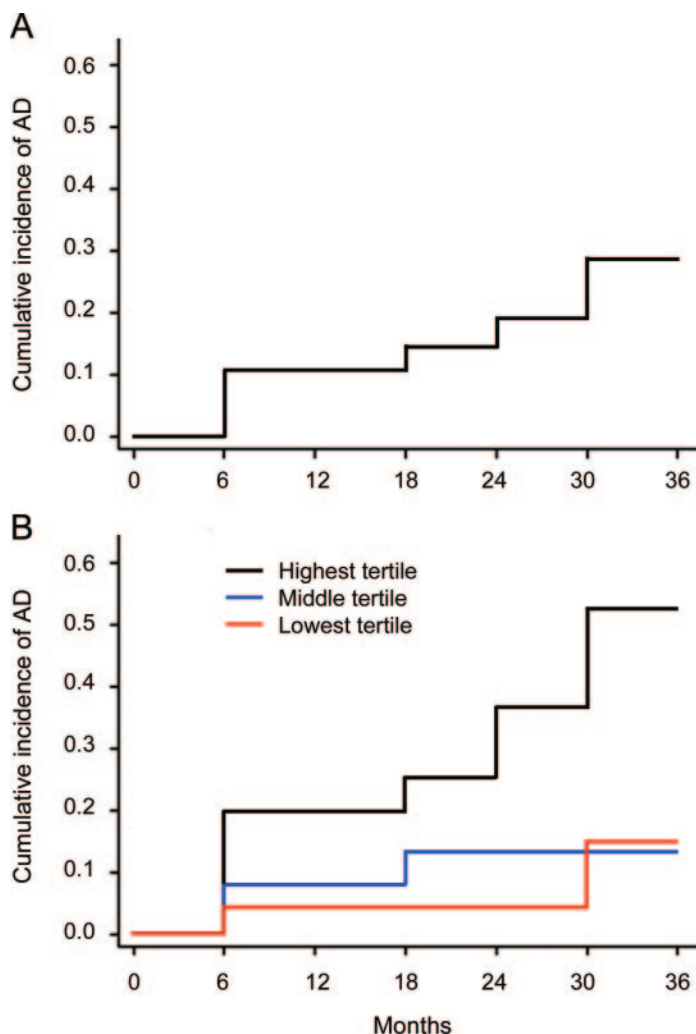 A
Cumulative incidence of AD
0.6
0.5
0.4
0.3
0.2
0.1
0.0
0 6 12 18 24 30 36
B
Cumulative incidence of AD
0.6
0.5
0.4
0.3
0.2
0.1
0.0
Highest tertile
Middle tertile
Lowest tertile
0 6 12 18 24 30 36
Months